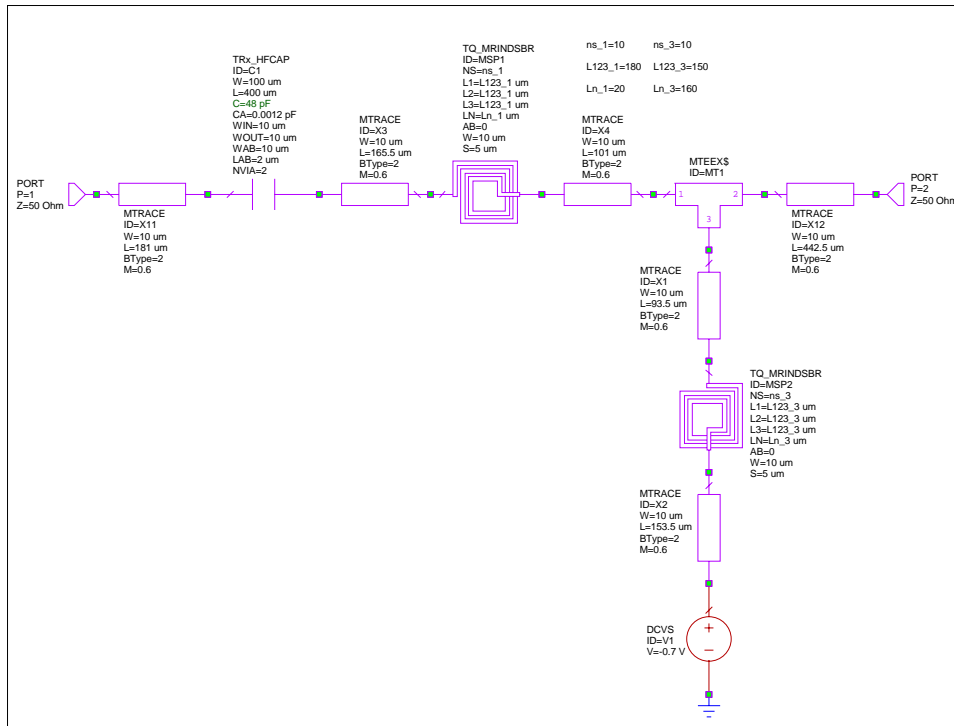 TQ_MRINDSBR
ID=MSP1
NS=ns_1
L1=L123_1 um
L2=L123_1 um
L3=L123_1 um
LN=Ln_1 um
AB=0
W=10 um
S=5 um
ns_1=10 ns_3=10
L123_1=180 L123_3=150
Ln_1=20 Ln_3=160
TRx_HFCAP
ID=C1
W=100 um
L=400 um
C=48 pF
CA=0.0012 pF
WIN=10 um
WOUT=10 um
WAB=10 um
LAB=2 um
NVIA=2
MTRACE
ID=X3
W=10 um
L=165.5 um
BType=2
M=0.6
MTRACE
ID=X4
W=10 um
L=101 um
BType=2
M=0.6
MTEEX$
ID=MT1
1 2
3
PORT
P=1
Z=50 Ohm
PORT
P=2
Z=50 Ohm
MTRACE
ID=X11
W=10 um
L=181 um
BType=2
M=0.6
MTRACE
ID=X12
W=10 um
L=442.5 um
BType=2
M=0.6
MTRACE
ID=X1
W=10 um
L=93.5 um
BType=2
M=0.6
TQ_MRINDSBR
ID=MSP2
NS=ns_3
L1=L123_3 um
L2=L123_3 um
L3=L123_3 um
LN=Ln_3 um
AB=0
W=10 um
S=5 um
MTRACE
ID=X2
W=10 um
L=153.5 um
BType=2
M=0.6
DCVS
ID=V1
V=-0.7 V